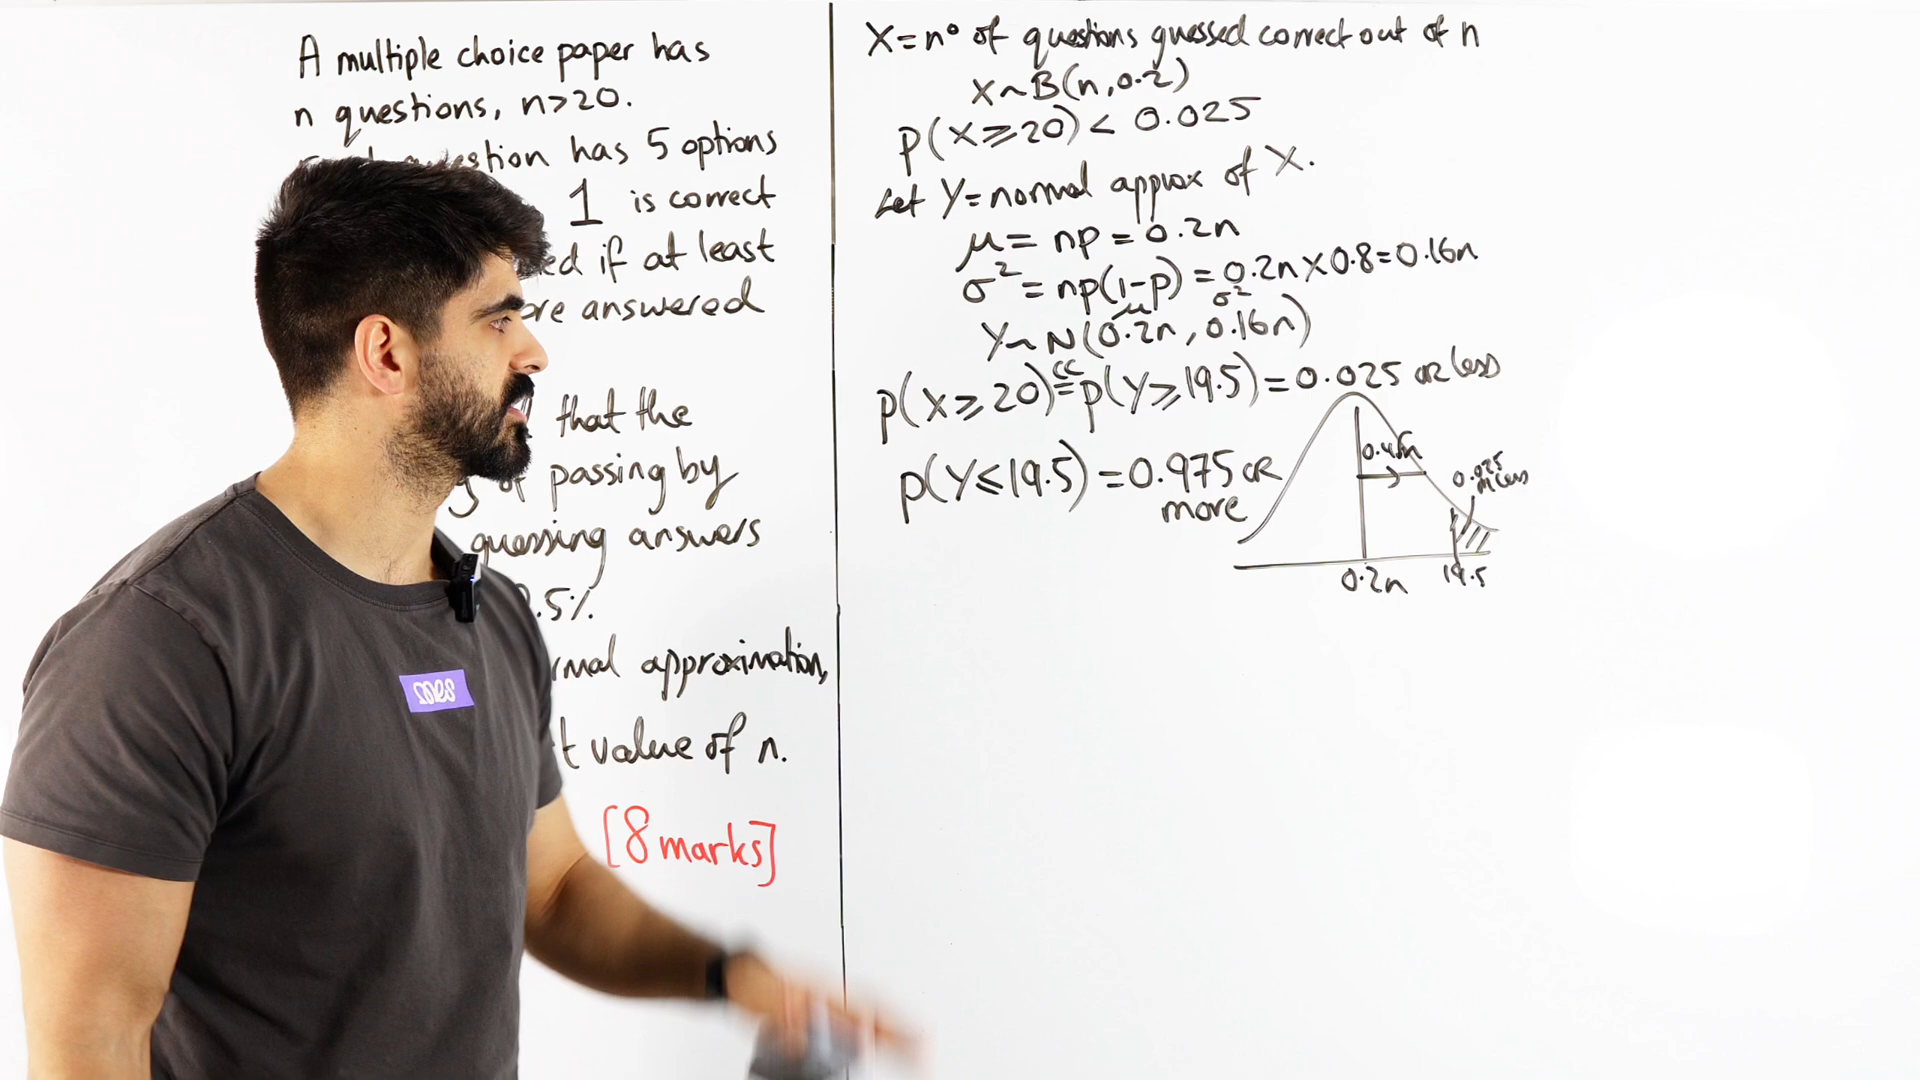 A multiple choice paper has
n questions, n>20.
question has 5 options
1 is correct
if at least
answered
that the
of passing by
guessing answers
.5%.
approximation,
value of n.
[8 marks]
X=nº of questions guessed correct out of n
X~B(n,0.2)
P(X⩾20)< 0.025
Let Y=normal approx of X.
μ= np = 0.2n
σ² = np(1-p) = 0.2n×0.8=0.16n
μ σ²
Y~N(0.2n, 0.16n)
cc
P(X⩾20)=P(Y⩾19.5)=0.025 or less
P(Y⩽19.5)=0.975 or
more
0.4√n
0.025
or less
0.2n 19.5